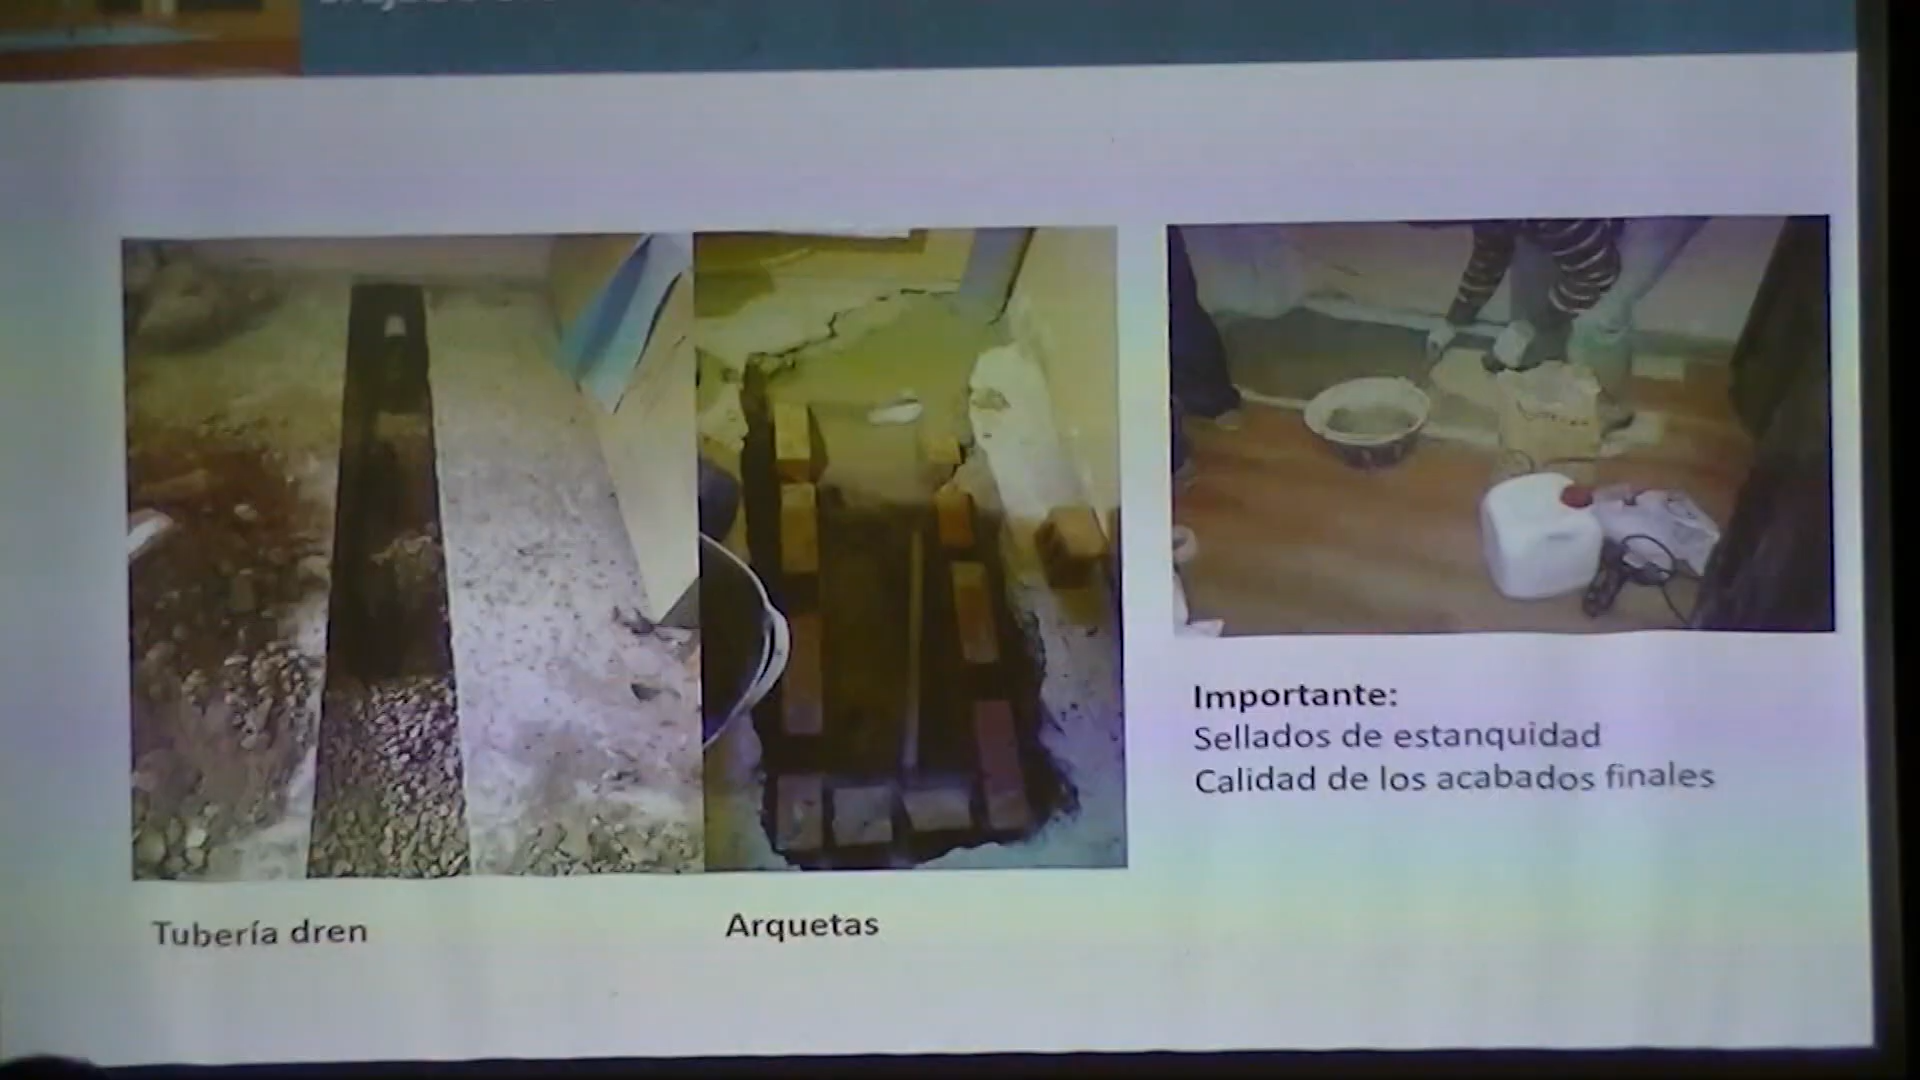 Tubería dren
Arquetas
Importante:
Sellados de estanquidad
Calidad de los acabados finales